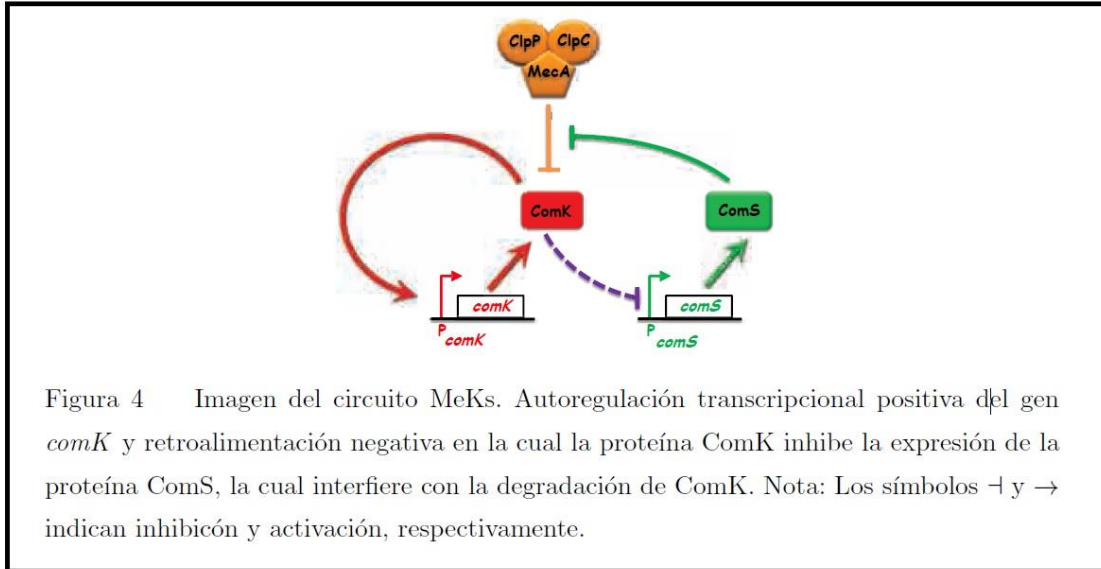 ClpP ClpC
MecA
ComK ComS
comK comS
P comK P comS
Figura 4 Imagen del circuito MeKs. Autoregulación transcripcional positiva del gen
comK y retroalimentación negativa en la cual la proteína ComK inhibe la expresión de la
proteína ComS, la cual interfiere con la degradación de ComK. Nota: Los símbolos ⊣ y →
indican inhibicón y activación, respectivamente.